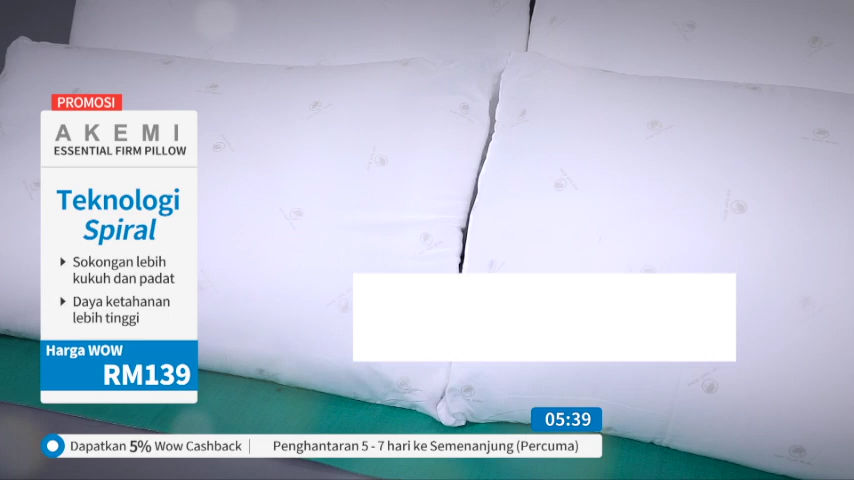 PROMOSI
AKEMI
ESSENTIAL FIRM PILLOW
Teknologi
Spiral
Sokongan lebih
kukuh dan padat
Daya ketahanan
lebih tinggi
Harga WOW
RM139
05:39
Dapatkan 5% Wow Cashback
Penghantaran 5 - 7 hari ke Semenanjung (Percuma)